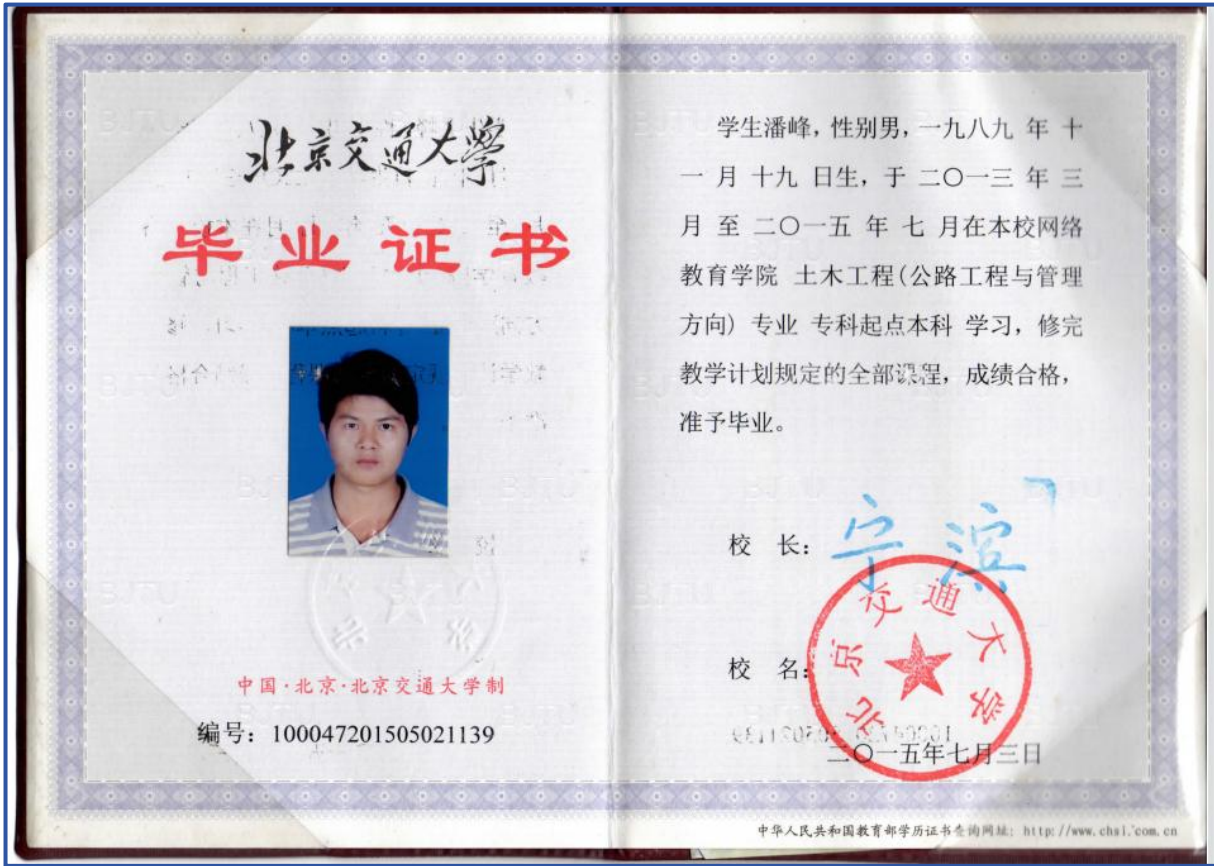 北京交通大學
毕业证书
中国·北京·北京交通大学制
编号：100047201505021139
学生潘峰，性别男，一九八九 年 十
一 月 十九 日生，于 二〇一三 年 三
月 至 二〇一五 年 七 月在本校网络
教育学院 土木工程(公路工程与管理
方向) 专业 专科起点本科 学习，修完
教学计划规定的全部课程，成绩合格，
准予毕业。
校 长：宁滨
校 名：
北京交通大学
二〇一五年七月三日
中华人民共和国教育部学历证书查询网址：http://www.chsi.com.cn